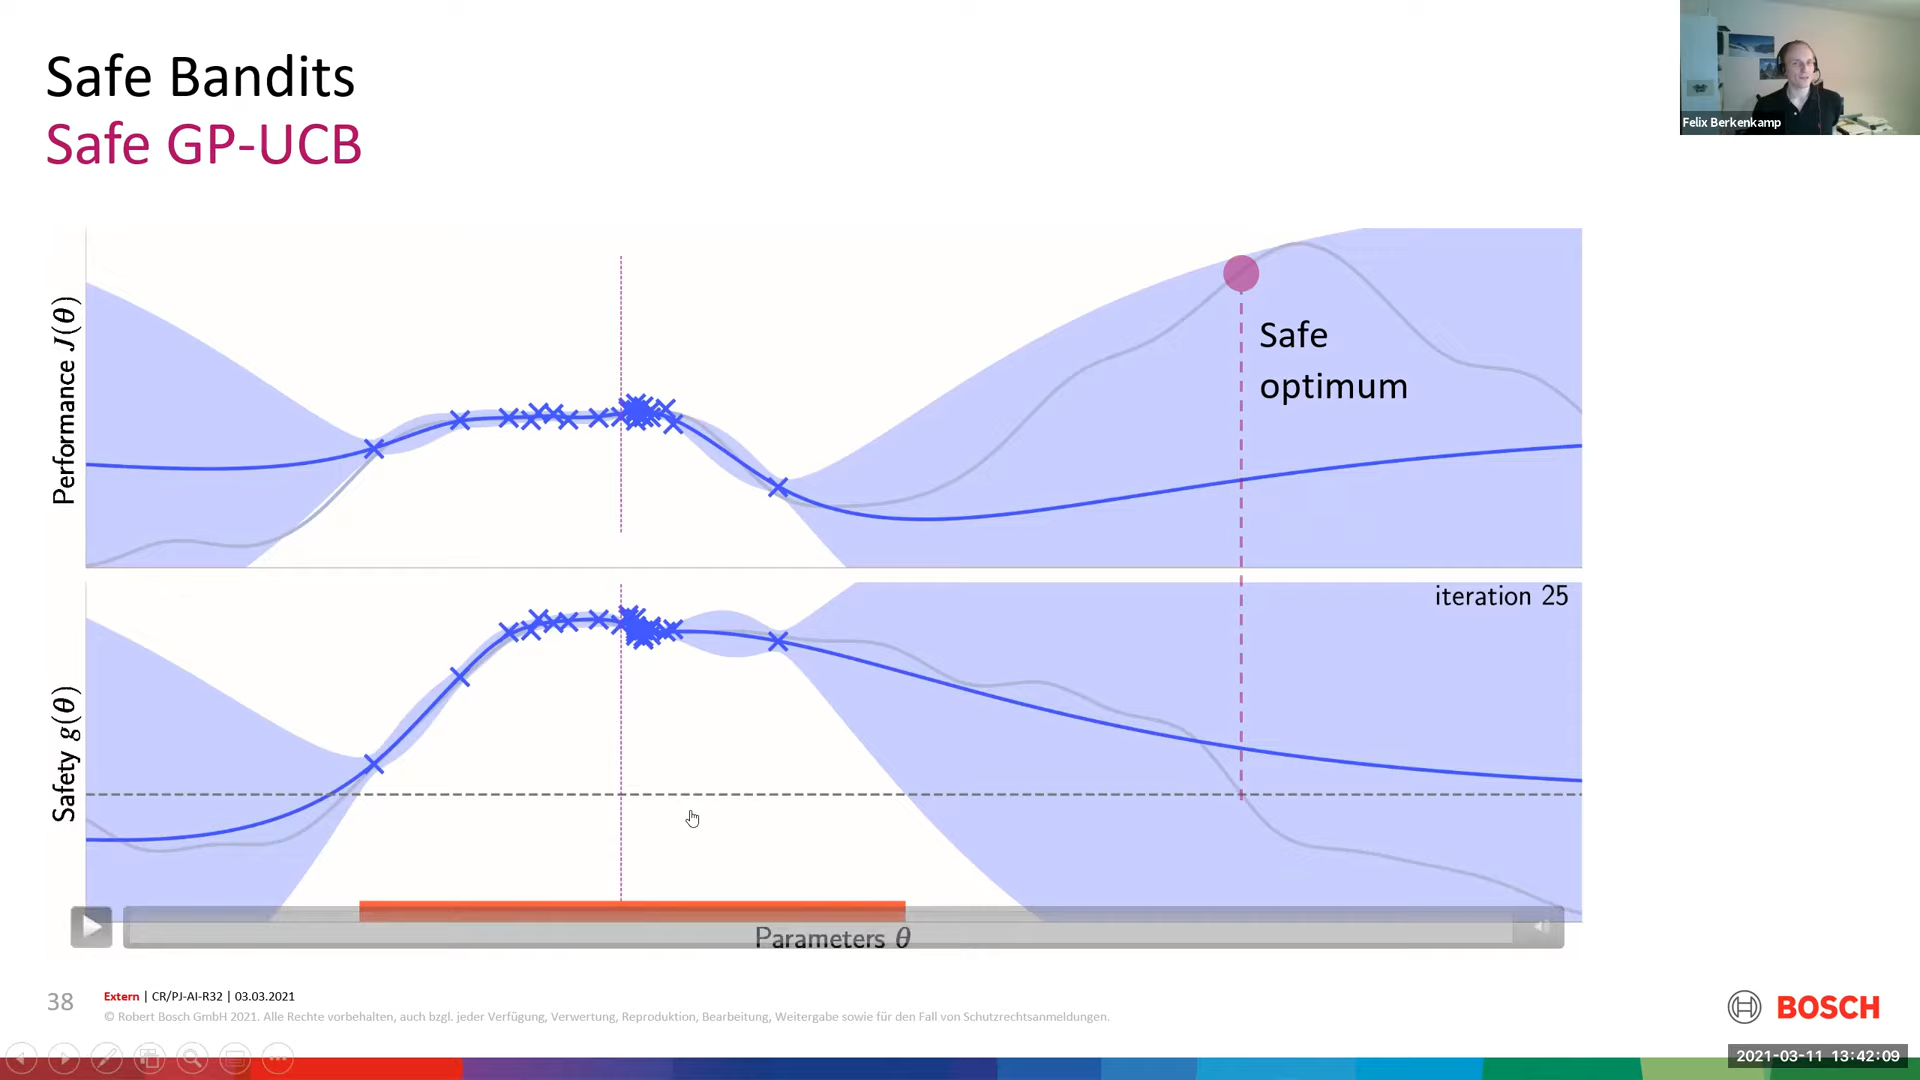 Safe Bandits
Safe GP-UCB
Felix Berkenkamp
Performance J(θ)
Safe
optimum
iteration 25
Safety g(θ)
Parameters θ
38
Extern | CR/PJ-AI-R32 | 03.03.2021
© Robert Bosch GmbH 2021. Alle Rechte vorbehalten, auch bzgl. jeder Verfügung, Verwertung, Reproduktion, Bearbeitung, Weitergabe sowie für den Fall von Schutzrechtsanmeldungen.
BOSCH
2021-03-11 13:42:09